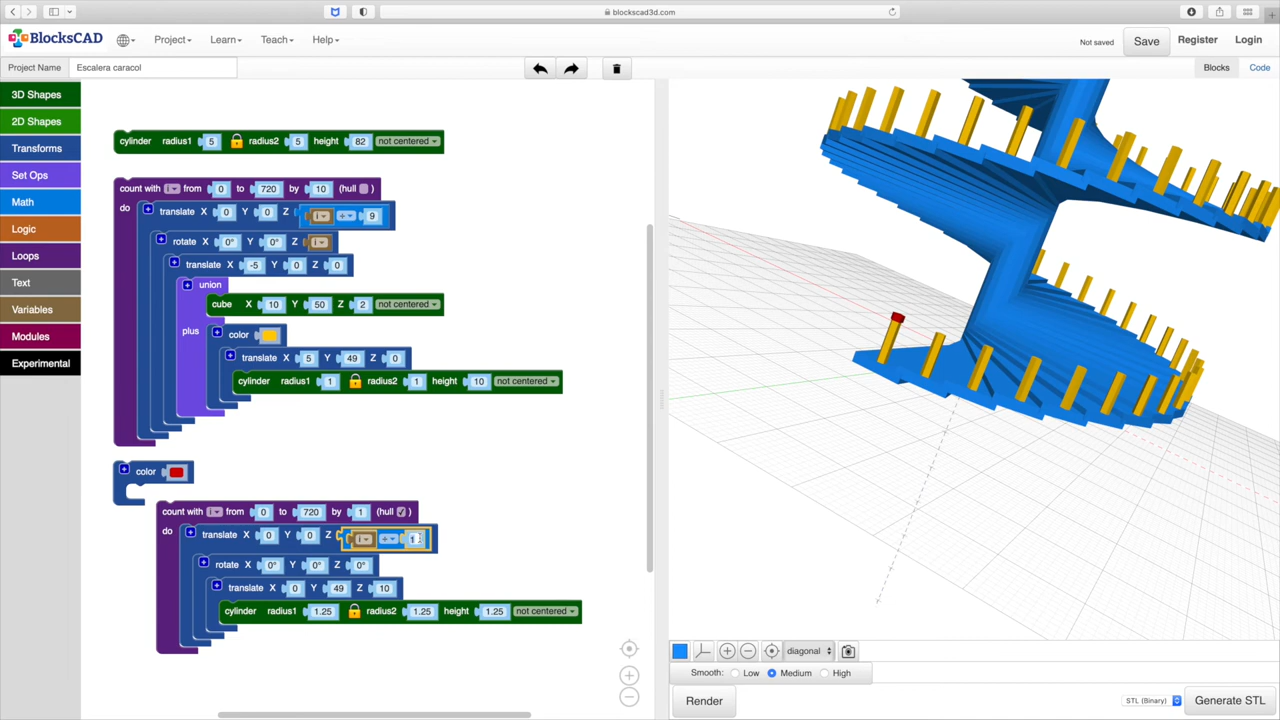 blockscad3d.com
BlocksCAD Project Learn Teach Help Not saved Save Register Login
Project Name Escalera caracol Blocks Code
3D Shapes
2D Shapes
Transforms
Set Ops
Math
Logic
Loops
Text
Variables
Modules
Experimental
cylinder radius1 5 radius2 5 height 82 not centered
count with i from 0 to 720 by 10 (hull )
do translate X 0 Y 0 Z i ÷ 9
rotate X 0° Y 0° Z i
translate X -5 Y 0 Z 0
union
cube X 10 Y 50 Z 2 not centered
plus color
translate X 5 Y 49 Z 0
cylinder radius1 1 radius2 1 height 10 not centered
color
count with i from 0 to 720 by 1 (hull √ )
do translate X 0 Y 0 Z i ÷ 1
rotate X 0° Y 0° Z 0°
translate X 0 Y 49 Z 10
cylinder radius1 1.25 radius2 1.25 height 1.25 not centered
diagonal
Smooth: Low Medium High
Render STL (Binary) Generate STL